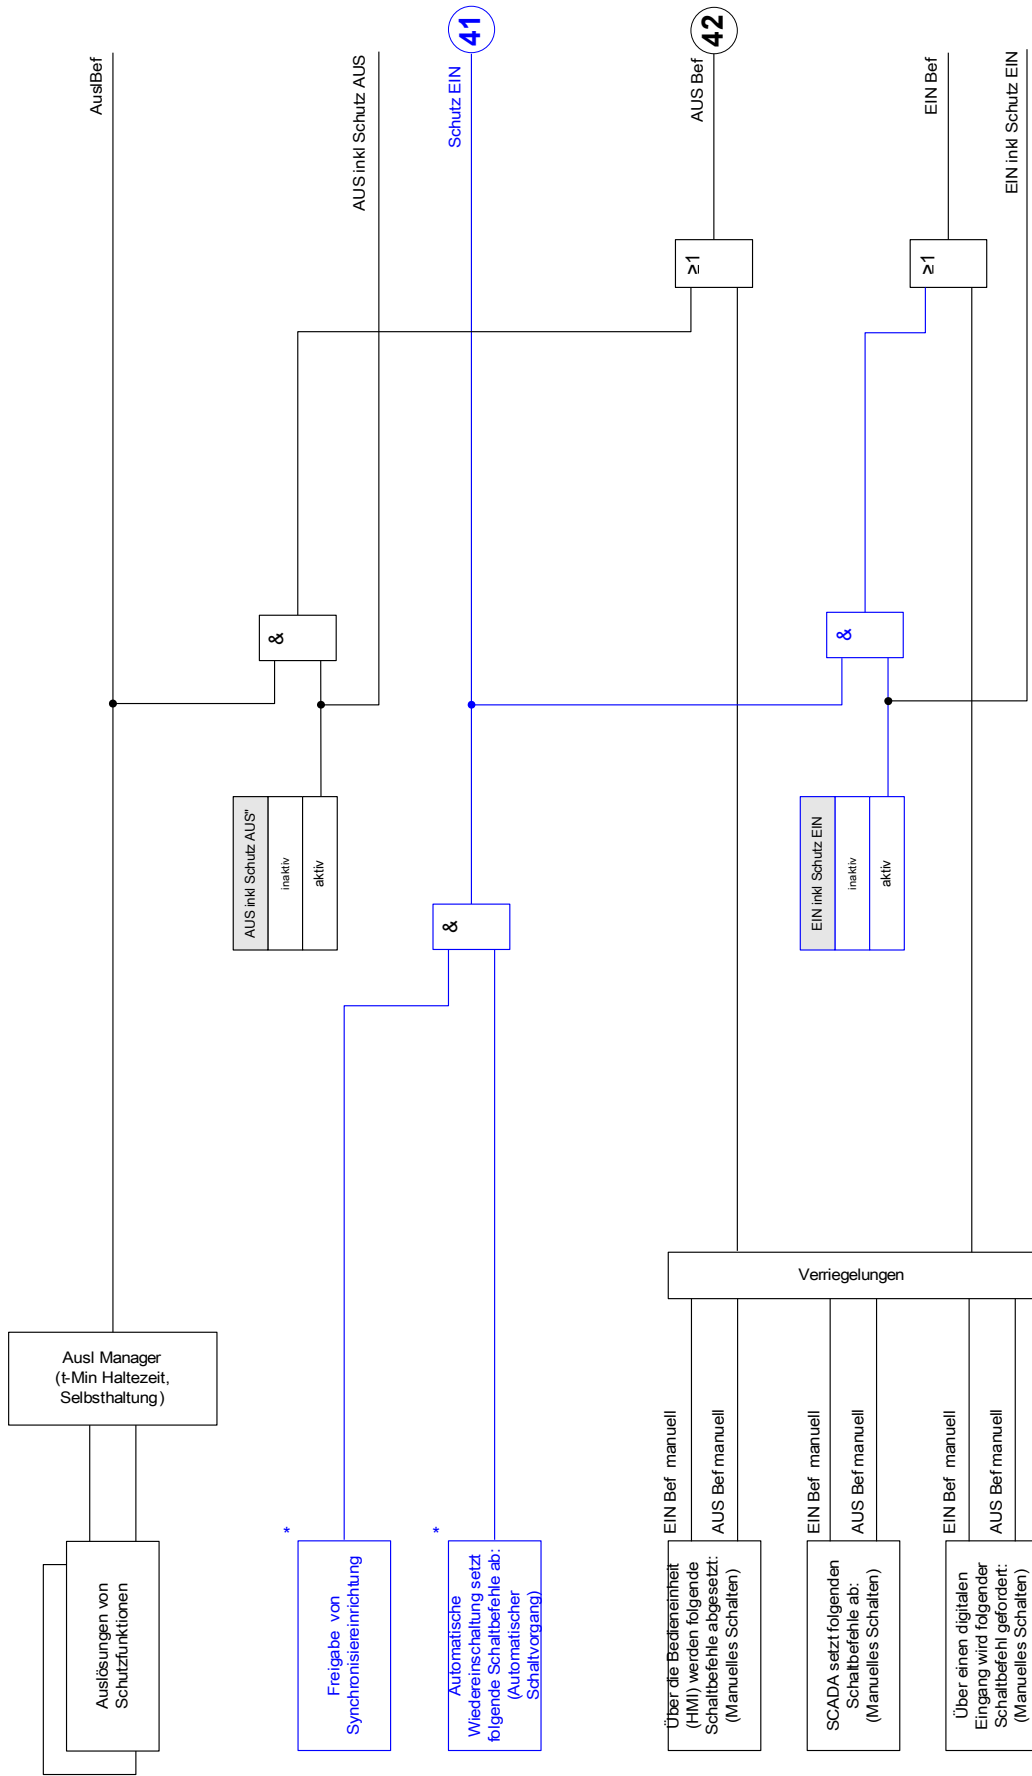 AuslBef
AUS inkl Schutz AUS
Schutz EIN
41
AUS Bef
42
EIN Bef
EIN inkl Schutz EIN
≥1
≥1
&
&
AUS inkl Schutz AUS"
inaktiv
aktiv
&
EIN inkl Schutz EIN
inaktiv
aktiv
Ausl Manager
(t-Min Haltezeit,
Selbsthaltung)
Verriegelungen
EIN Bef manuell
AUS Bef manuell
EIN Bef manuell
AUS Bef manuell
EIN Bef manuell
AUS Bef manuell
*
*
Auslösungen von
Schutzfunktionen
Freigabe von
Synchronisiereinrichtung
Automatische
Wiedereinschaltung setzt
folgende Schaltbefehle ab:
(Automatischer
Schaltvorgang)
Über die Bedieneinheit
(HMI) werden folgende
Schaltbefehle abgesetzt:
(Manuelles Schalten)
SCADA setzt folgenden
Schaltbefehle ab:
(Manuelles Schalten)
Über einen digitalen
Eingang wird folgender
Schaltbefehl gefordert:
(Manuelles Schalten)